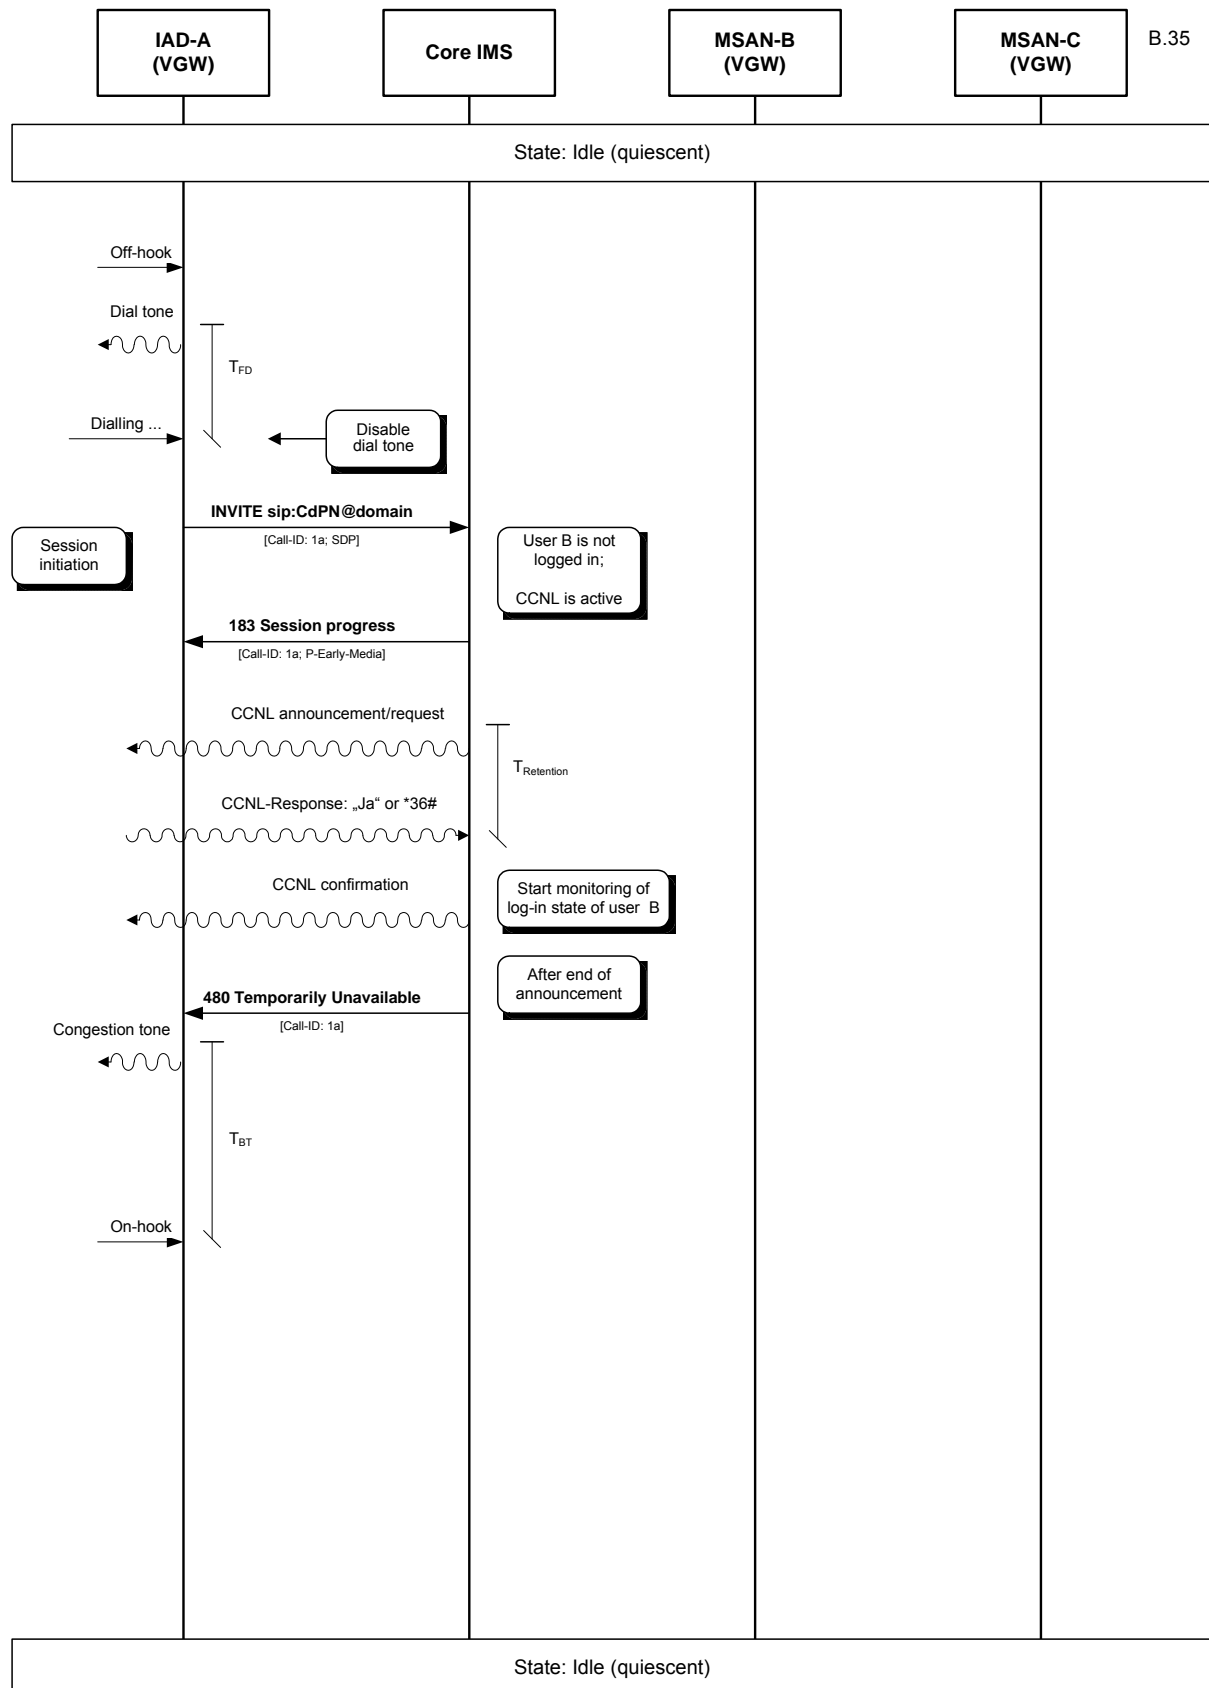 IAD-A
(VGW)
Core IMS
MSAN-B
(VGW)
MSAN-C
(VGW)
B.35
State: Idle (quiescent)
Off-hook
Dial tone
TFD
Dialling ...
Disable
dial tone
INVITE sip:CdPN@domain
[Call-ID: 1a; SDP]
Session
initiation
User B is not
logged in;
CCNL is active
183 Session progress
[Call-ID: 1a; P-Early-Media]
CCNL announcement/request
TRetention
CCNL-Response: „Ja“ or *36#
CCNL confirmation
Start monitoring of
log-in state of user B
After end of
announcement
480 Temporarily Unavailable
[Call-ID: 1a]
Congestion tone
TBT
On-hook
State: Idle (quiescent)